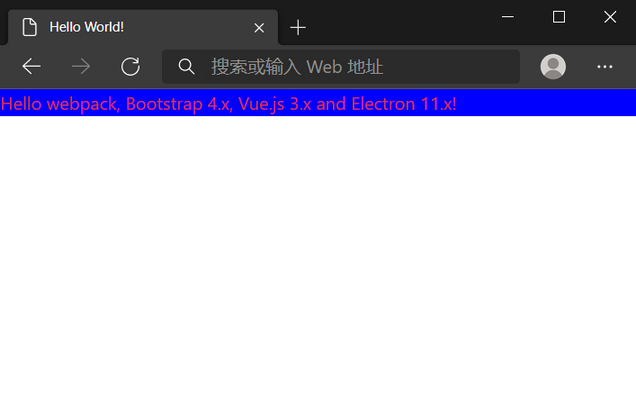 Hello World!
搜索或输入 Web 地址
Hello webpack, Bootstrap 4.x, Vue.js 3.x and Electron 11.x!